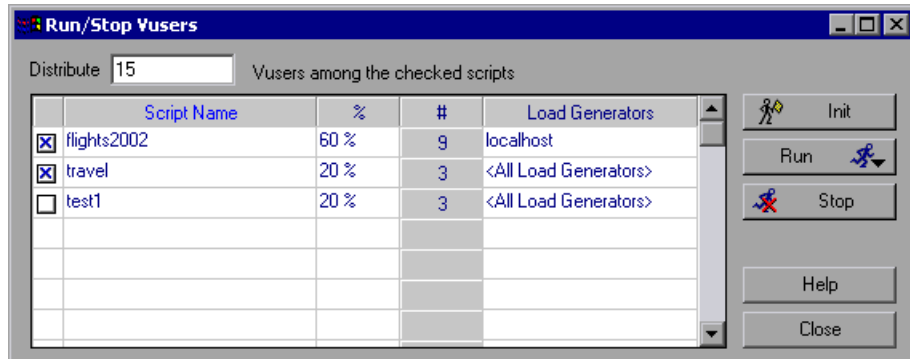 Run/Stop Vusers
Distribute 15 Vusers among the checked scripts
Script Name % # Load Generators
flights2002 60 % 9 localhost
travel 20 % 3 <All Load Generators>
test1 20 % 3 <All Load Generators>
Init
Run
Stop
Help
Close